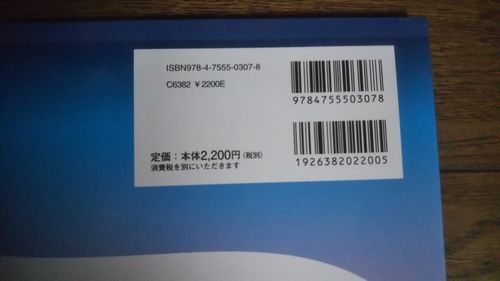 ISBN978-4-7555-0307-8
C6382 ￥2200E
9784755503078
定価：本体2,200円（税別）
消費税を別にいただきます
1926382022005